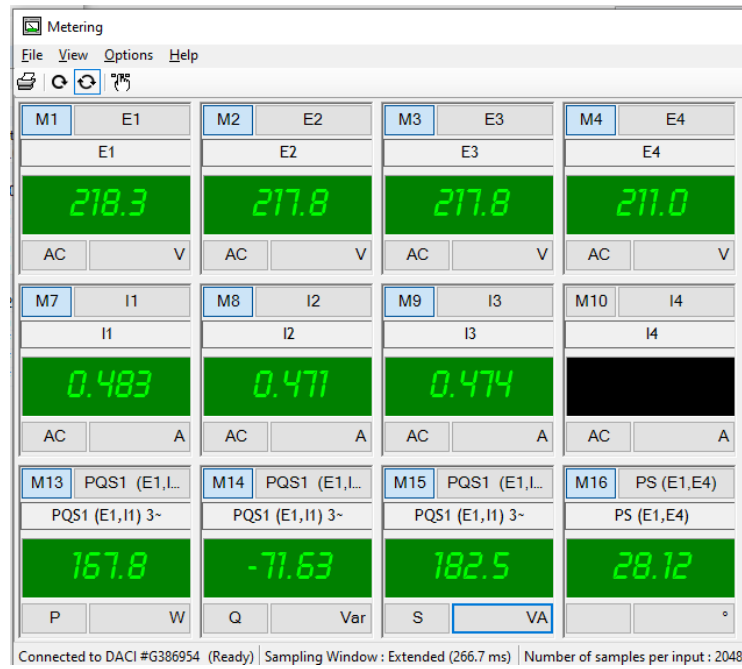 Metering
File View Options Help
M1 E1 M2 E2 M3 E3 M4 E4
E1 E2 E3 E4
218.3 217.8 217.8 211.0
AC V AC V AC V AC V
M7 I1 M8 I2 M9 I3 M10 I4
I1 I2 I3 I4
0.483 0.471 0.474
AC A AC A AC A AC A
M13 PQS1 (E1,I... M14 PQS1 (E1,I... M15 PQS1 (E1,I... M16 PS (E1,E4)
PQS1 (E1,I1) 3~ PQS1 (E1,I1) 3~ PQS1 (E1,I1) 3~ PS (E1,E4)
167.8 -71.63 182.5 28.12
P W Q Var S VA °
Connected to DACI #G386954 (Ready) Sampling Window : Extended (266.7 ms) Number of samples per input : 2048